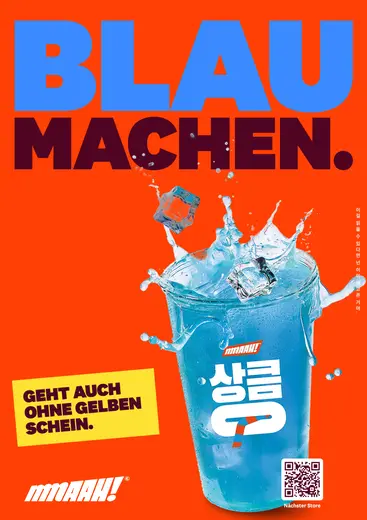 BLAU
MACHEN.
mmAAH!
상큼
GEHT AUCH
OHNE GELBEN
SCHEIN.
mmAAH!®
Nächster Store